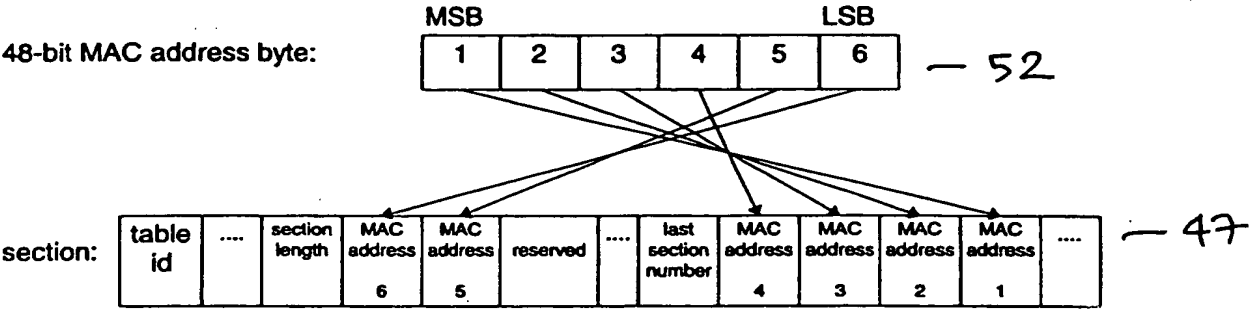 MSB LSB
48-bit MAC address byte: 1 2 3 4 5 6 — 52
section: table id .... section length MAC address 6 MAC address 5 reserved .... last section number MAC address 4 MAC address 3 MAC address 2 MAC address 1 .... — 47